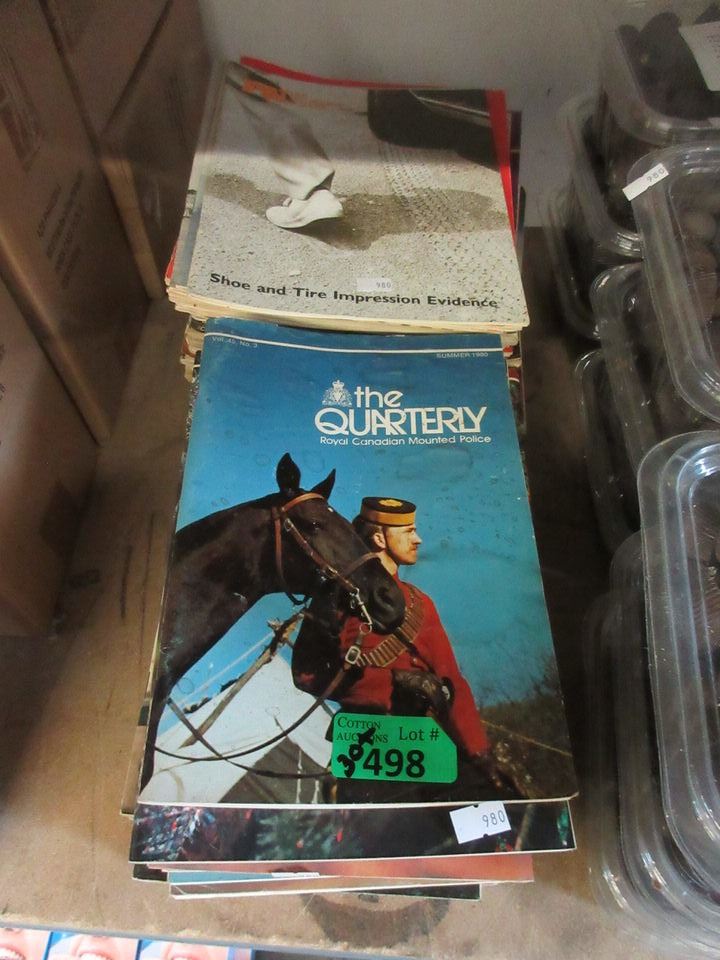 Shoe and Tire Impression Evidence
980
980
Vol. 45, No. 3
SUMMER 1980
the
QUARTERLY
Royal Canadian Mounted Police
COTTON
AUCTIONS Lot #
30x
498
980